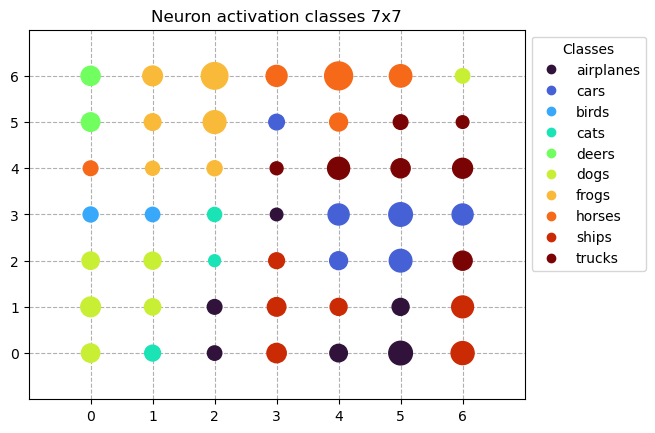 Neuron activation classes 7x7
6
5
4
3
2
1
0
0 1 2 3 4 5 6
Classes
airplanes
cars
birds
cats
deers
dogs
frogs
horses
ships
trucks